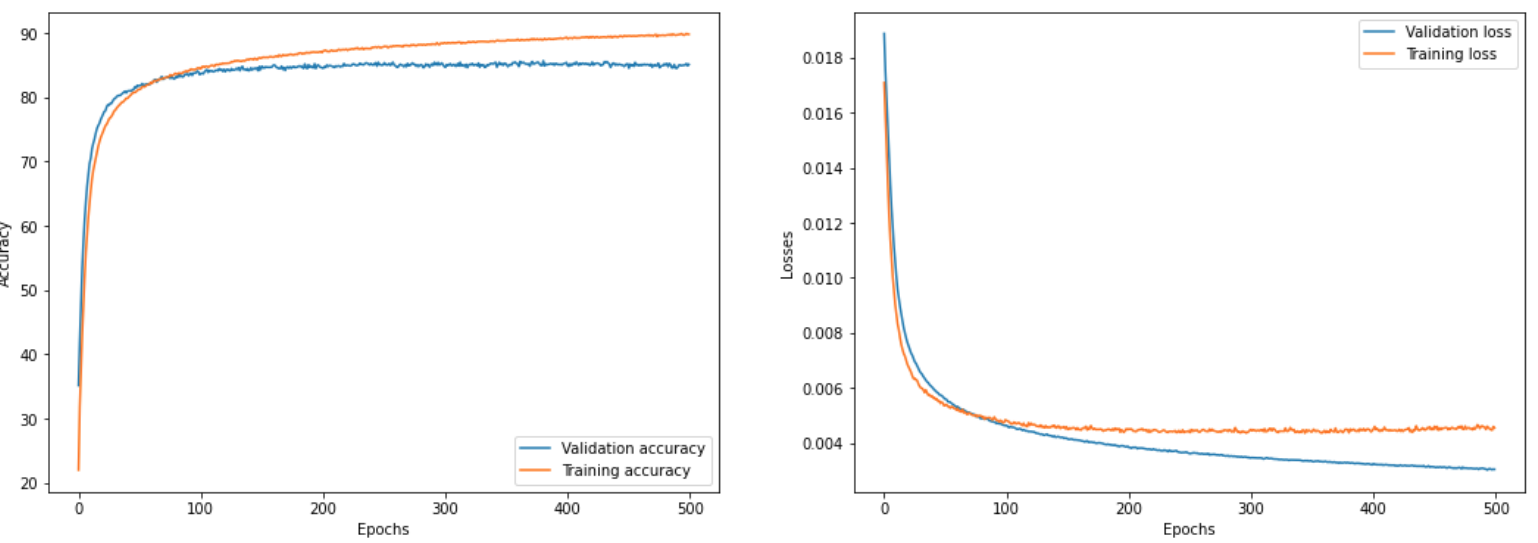 90
80
70
60
50
40
30
20
Accuracy
0 100 200 300 400 500
Epochs
Validation accuracy
Training accuracy
0.018
0.016
0.014
0.012
0.010
0.008
0.006
0.004
Losses
0 100 200 300 400 500
Epochs
Validation loss
Training loss